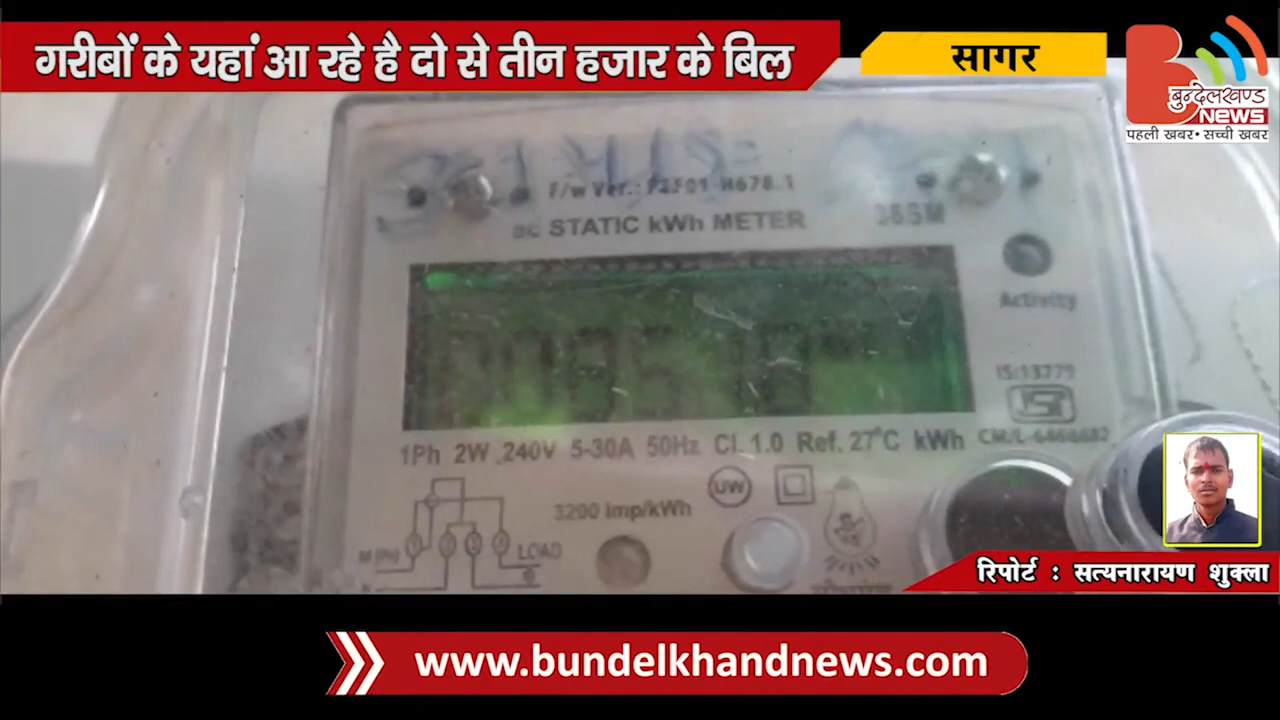 गरीबों के यहां आ रहे है दो से तीन हजार के बिल
सागर
बुन्देलखण्ड
NEWS
पहली खबर• सच्ची खबर
F/w Ver.:
STATIC kWh METER
Activity
IS:13779
1Ph 2W 240V 5-30A 50Hz Cl.1.0 Ref. 27°C kWh
UW
3200 imp/kWh
LOAD
रिपोर्ट : सत्यनारायण शुक्ला
www.bundelkhandnews.com